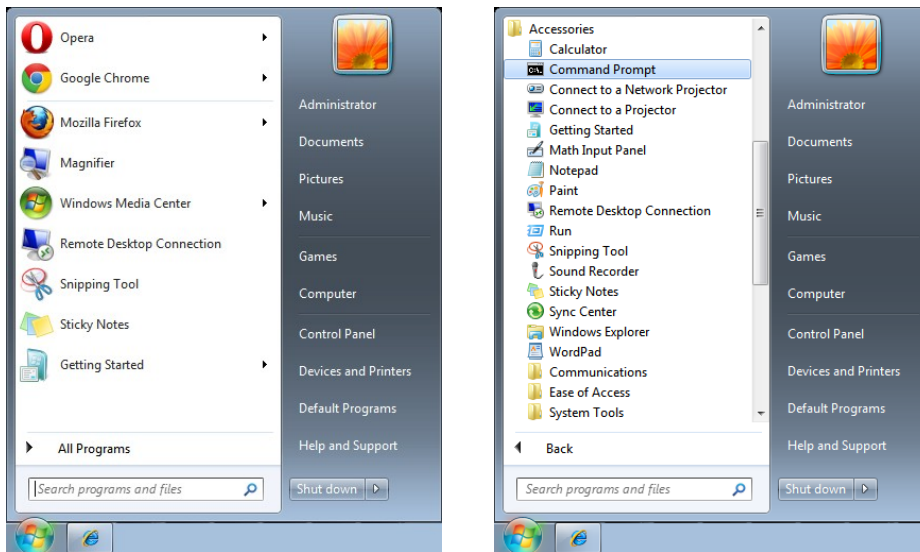 Opera
Google Chrome
Mozilla Firefox
Magnifier
Windows Media Center
Remote Desktop Connection
Snipping Tool
Sticky Notes
Getting Started
All Programs
Search programs and files
Administrator
Documents
Pictures
Music
Games
Computer
Control Panel
Devices and Printers
Default Programs
Help and Support
Shut down
Accessories
Calculator
Command Prompt
Connect to a Network Projector
Connect to a Projector
Getting Started
Math Input Panel
Notepad
Paint
Remote Desktop Connection
Run
Snipping Tool
Sound Recorder
Sticky Notes
Sync Center
Windows Explorer
WordPad
Communications
Ease of Access
System Tools
Back
Search programs and files
Administrator
Documents
Pictures
Music
Games
Computer
Control Panel
Devices and Printers
Default Programs
Help and Support
Shut down